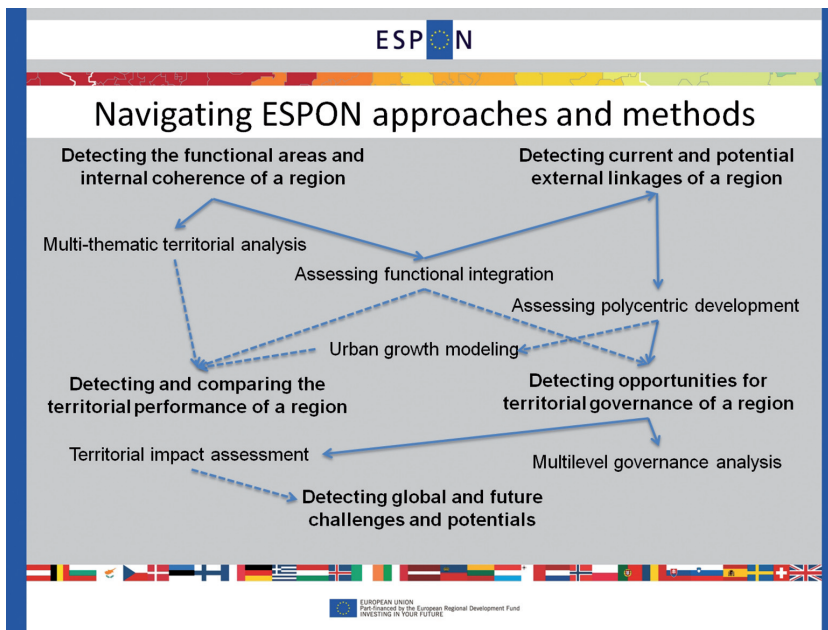 ESPON
Navigating ESPON approaches and methods
Detecting the functional areas and
internal coherence of a region
Detecting current and potential
external linkages of a region
Multi-thematic territorial analysis
Assessing functional integration
Assessing polycentric development
Urban growth modeling
Detecting and comparing the
territorial performance of a region
Detecting opportunities for
territorial governance of a region
Territorial impact assessment
Multilevel governance analysis
Detecting global and future
challenges and potentials
EUROPEAN UNION
Part-financed by the European Regional Development Fund
INVESTING IN YOUR FUTURE